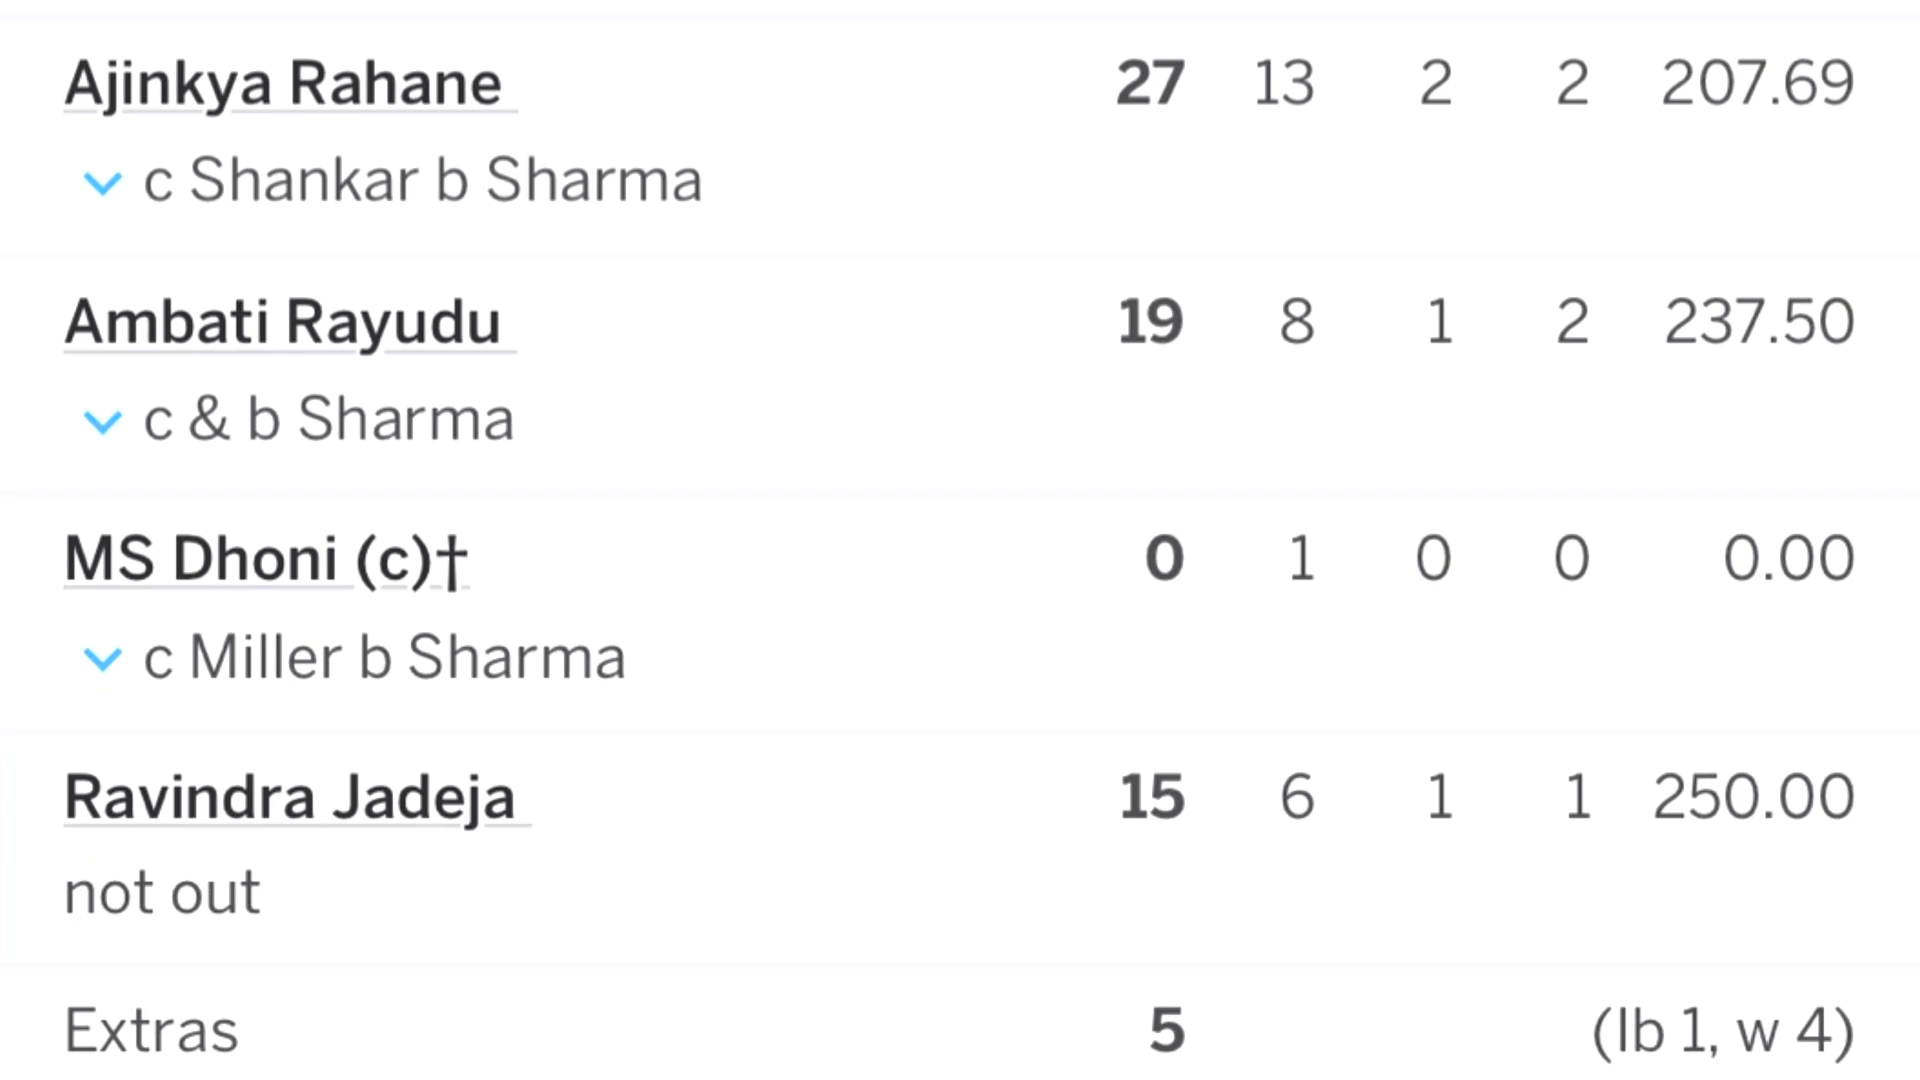 Ajinkya Rahane 27 13 2 2 207.69
c Shankar b Sharma
Ambati Rayudu 19 8 1 2 237.50
c & b Sharma
MS Dhoni (c)† 0 1 0 0 0.00
c Miller b Sharma
Ravindra Jadeja 15 6 1 1 250.00
not out
Extras 5 (lb 1, w 4)